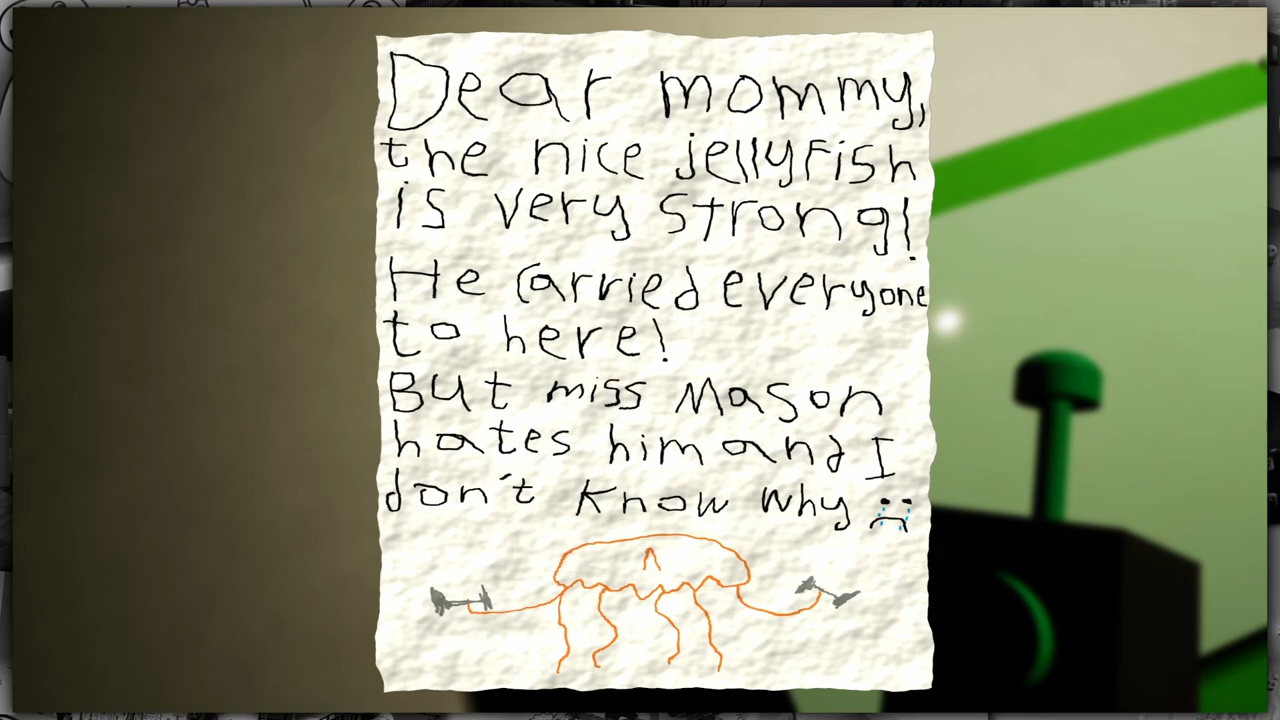 Dear mommy,
the nice jellyfish
is very strong!
He carried everyone
to here!
But miss Mason
hates him and I
don't know why